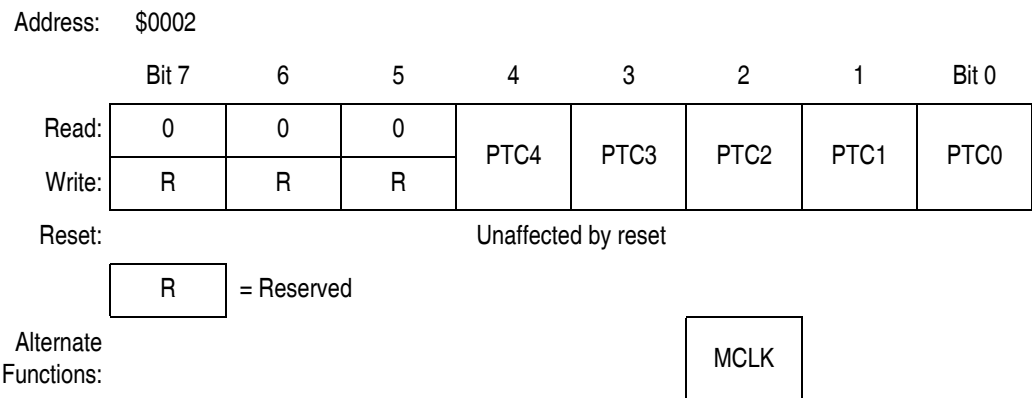 Address: $0002
Bit 7 6 5 4 3 2 1 Bit 0
Read: 0 0 0 PTC4 PTC3 PTC2 PTC1 PTC0
Write: R R R
Reset: Unaffected by reset
R = Reserved
Alternate
Functions: MCLK